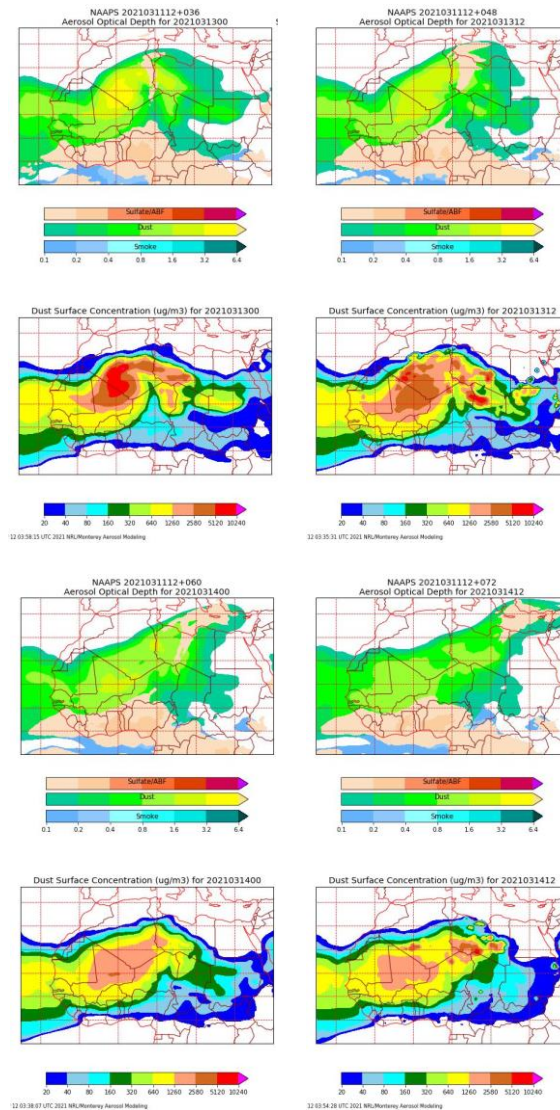 NAAPS 2021031112+036
Aerosol Optical Depth for 2021031300
NAAPS 2021031112+048
Aerosol Optical Depth for 2021031312
Sulfate/ABF
Dust
Smoke
0.1 0.2 0.4 0.8 1.6 3.2 6.4
Sulfate/ABF
Dust
Smoke
0.1 0.2 0.4 0.8 1.6 3.2 6.4
Dust Surface Concentration (ug/m3) for 2021031300
Dust Surface Concentration (ug/m3) for 2021031312
20 40 80 160 320 640 1260 2560 5120 10240
20 40 80 160 320 640 1260 2560 5120 10240
12 03:58:15 UTC 2021 NRL/Monterey Aerosol Modeling
12 03:35:31 UTC 2021 NRL/Monterey Aerosol Modeling
NAAPS 2021031112+060
Aerosol Optical Depth for 2021031400
NAAPS 2021031112+072
Aerosol Optical Depth for 2021031412
Sulfate/ABF
Dust
Smoke
0.1 0.2 0.4 0.8 1.6 3.2 6.4
Sulfate/ABF
Dust
Smoke
0.1 0.2 0.4 0.8 1.6 3.2 6.4
Dust Surface Concentration (ug/m3) for 2021031400
Dust Surface Concentration (ug/m3) for 2021031412
20 40 80 160 320 640 1260 2560 5120 10240
20 40 80 160 320 640 1260 2560 5120 10240
12 03:38:07 UTC 2021 NRL/Monterey Aerosol Modeling
12 03:54:28 UTC 2021 NRL/Monterey Aerosol Modeling